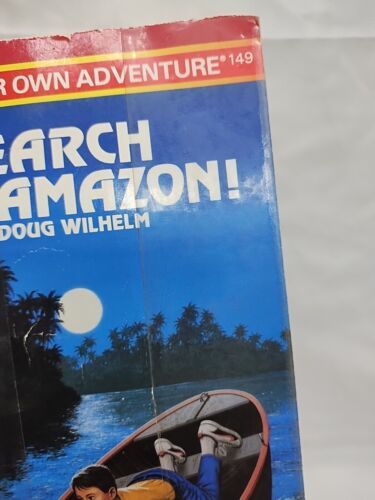 R OWN ADVENTURE® 149
EARCH
AMAZON!
DOUG WILHELM